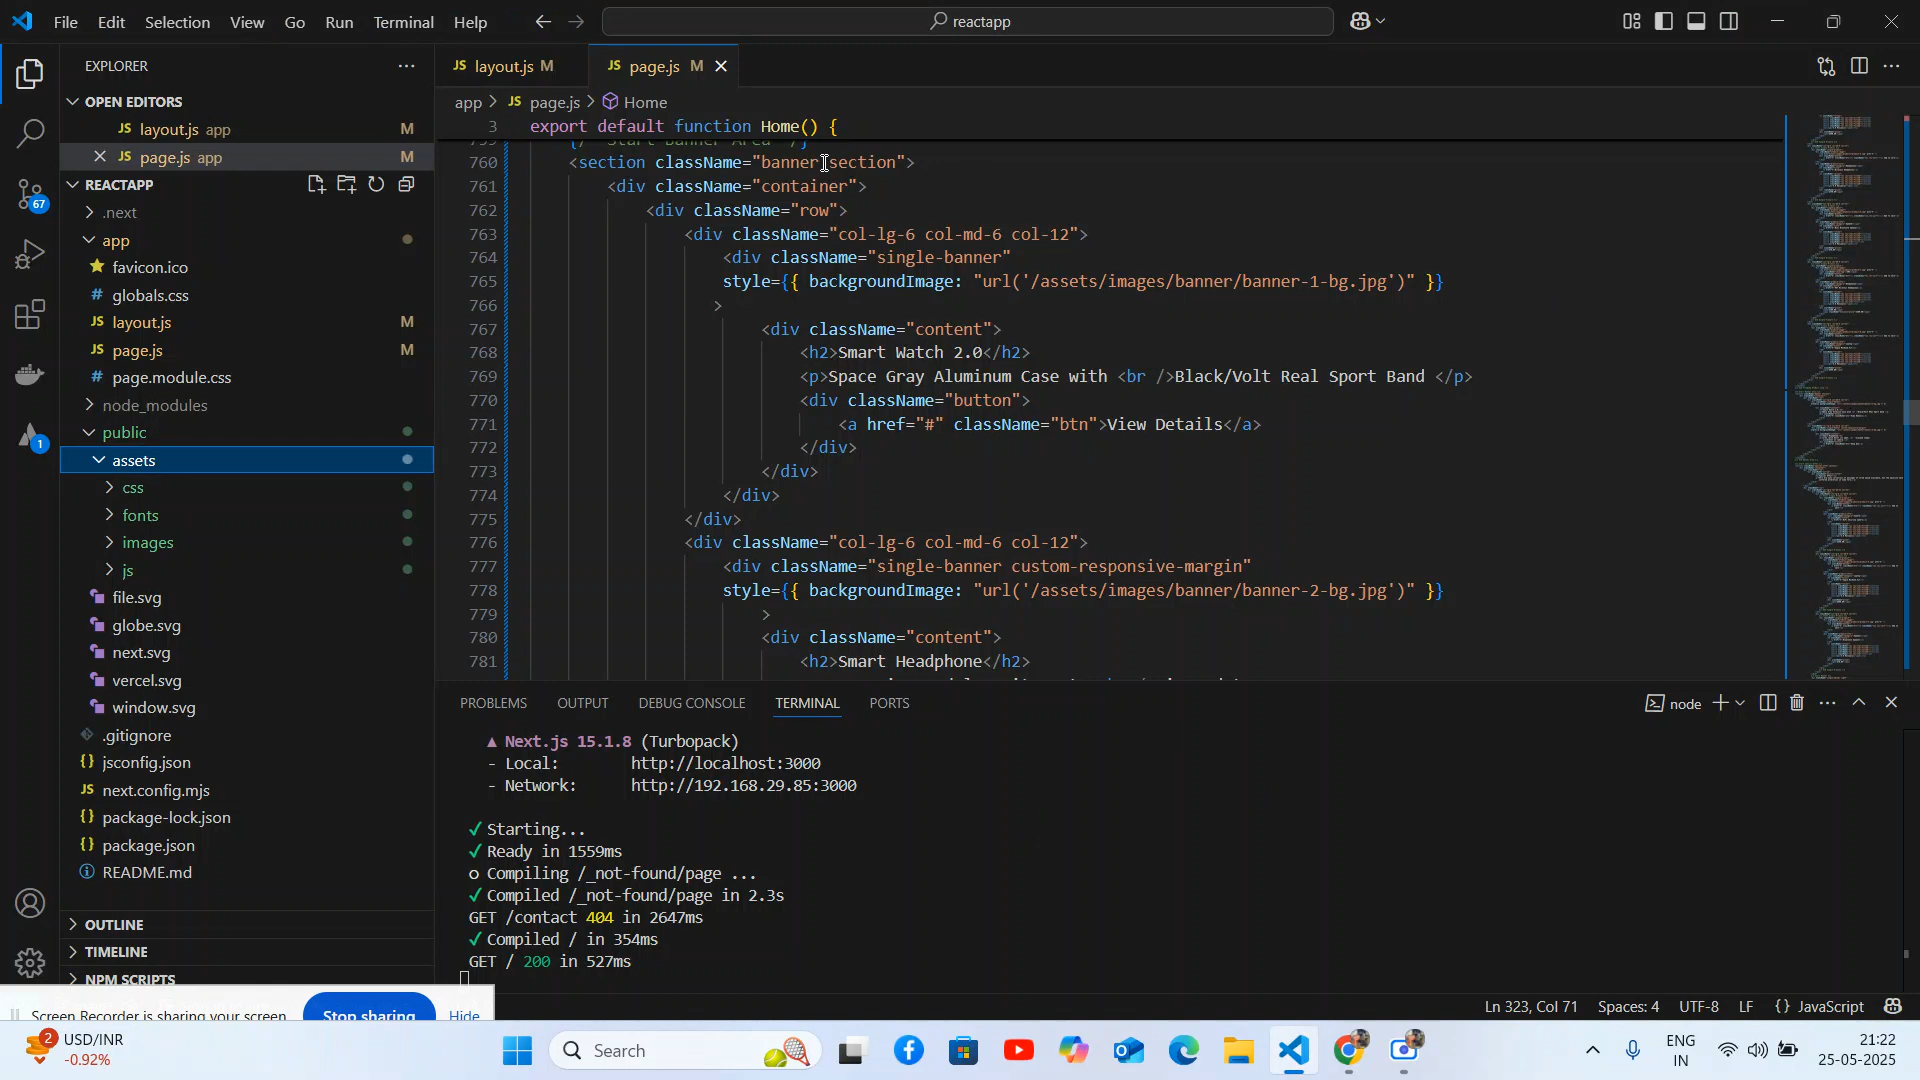 File Edit Selection View Go Run Terminal Help
reactapp
EXPLORER
OPEN EDITORS
JS layout.js app M
JS page.js app M
REACTAPP
.next
app
favicon.ico
# globals.css
JS layout.js M
JS page.js M
# page.module.css
node_modules
public
assets
css
fonts
images
js
file.svg
globe.svg
next.svg
vercel.svg
window.svg
.gitignore
{} jsconfig.json
JS next.config.mjs
{} package-lock.json
{} package.json
README.md
OUTLINE
TIMELINE
NPM SCRIPTS
67
1
JS layout.js M
JS page.js M
app > JS page.js > Home
3 export default function Home() {
{/* Start Banner Area */}
760 <section className="banner section">
761 <div className="container">
762 <div className="row">
763 <div className="col-lg-6 col-md-6 col-12">
764 <div className="single-banner"
765 style={{ backgroundImage: "url('/assets/images/banner/banner-1-bg.jpg')" }}
766 >
767 <div className="content">
768 <h2>Smart Watch 2.0</h2>
769 <p>Space Gray Aluminum Case with <br />Black/Volt Real Sport Band </p>
770 <div className="button">
771 <a href="#" className="btn">View Details</a>
772 </div>
773 </div>
774 </div>
775 </div>
776 <div className="col-lg-6 col-md-6 col-12">
777 <div className="single-banner custom-responsive-margin"
778 style={{ backgroundImage: "url('/assets/images/banner/banner-2-bg.jpg')" }}
779 >
780 <div className="content">
781 <h2>Smart Headphone</h2>
PROBLEMS OUTPUT DEBUG CONSOLE TERMINAL PORTS
node
▲ Next.js 15.1.8 (Turbopack)
- Local: http://localhost:3000
- Network: http://192.168.29.85:3000
✓ Starting...
✓ Ready in 1559ms
○ Compiling /_not-found/page ...
✓ Compiled /_not-found/page in 2.3s
GET /contact 404 in 2647ms
✓ Compiled / in 354ms
GET / 200 in 527ms
Screen Recorder is sharing your screen. Stop sharing Hide
Ln 323, Col 71 Spaces: 4 UTF-8 LF {} JavaScript
2
USD/INR
-0.92%
Search
ENG
IN
21:22
25-05-2025